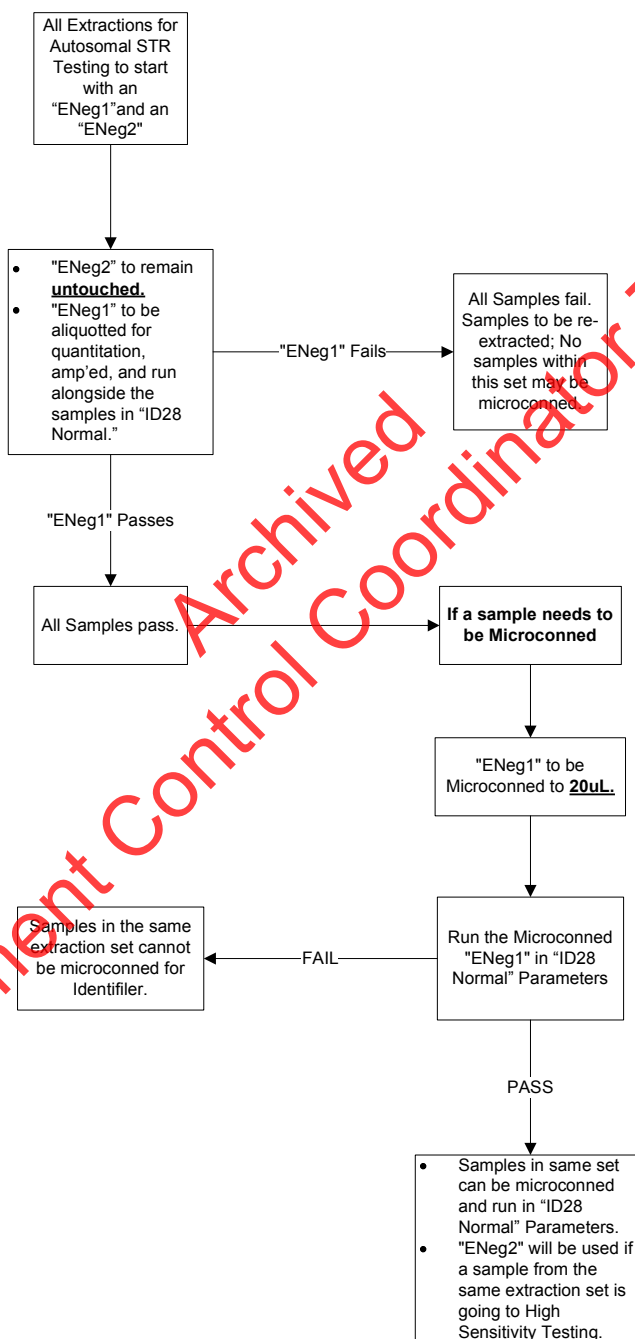 All Extractions for
Autosomal STR
Testing to start
with an
“ENeg1”and an
“ENeg2"
• "ENeg2” to remain
untouched.
• "ENeg1” to be
aliquotted for
quantitation,
amp’ed, and run
alongside the
samples in “ID28
Normal.”
"ENeg1" Fails
All Samples fail.
Samples to be re-
extracted; No
samples within
this set may be
microconned.
"ENeg1" Passes
All Samples pass.
If a sample needs to
be Microconned
"ENeg1" to be
Microconned to 20uL.
Run the Microconned
"ENeg1" in “ID28
Normal” Parameters
FAIL
Samples in the same
extraction set cannot
be microconned for
Identifiler.
PASS
• Samples in same set
can be microconned
and run in “ID28
Normal” Parameters.
• "ENeg2" will be used if
a sample from the
same extraction set is
going to High
Sensitivity Testing.
Archived
Control Coordinator